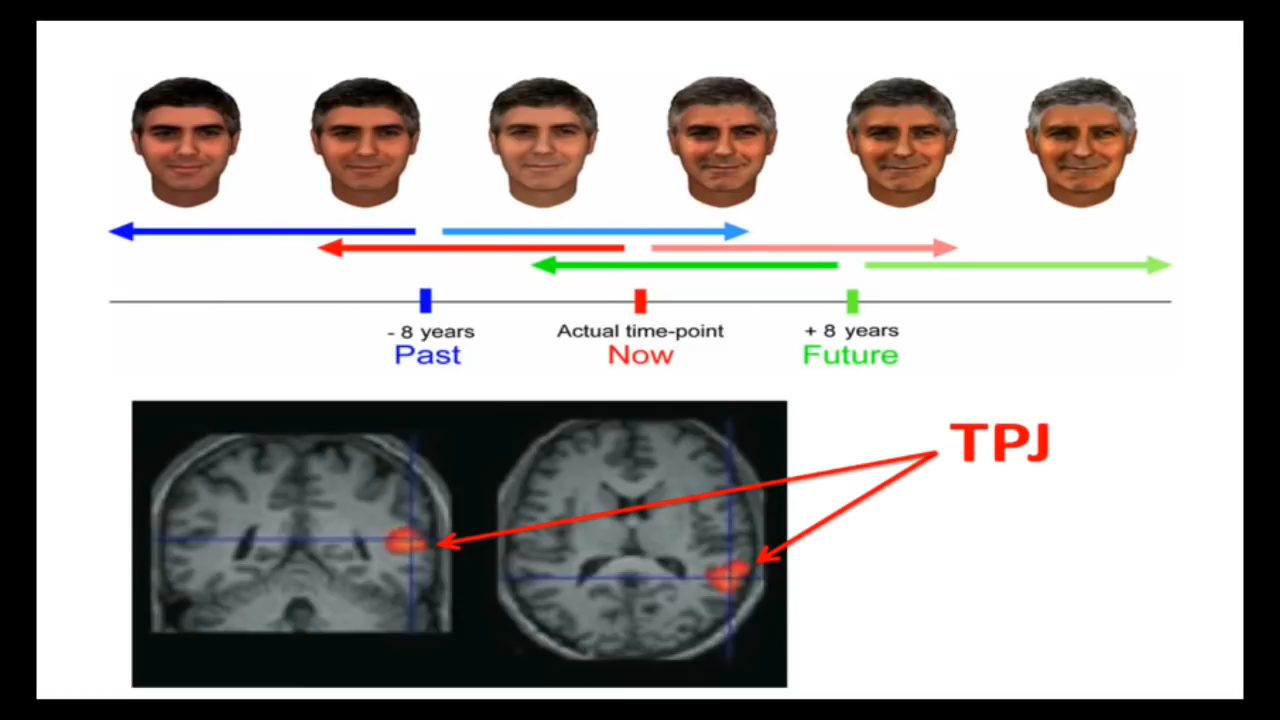 - 8 years
Past
Actual time-point
Now
+ 8 years
Future
TPJ